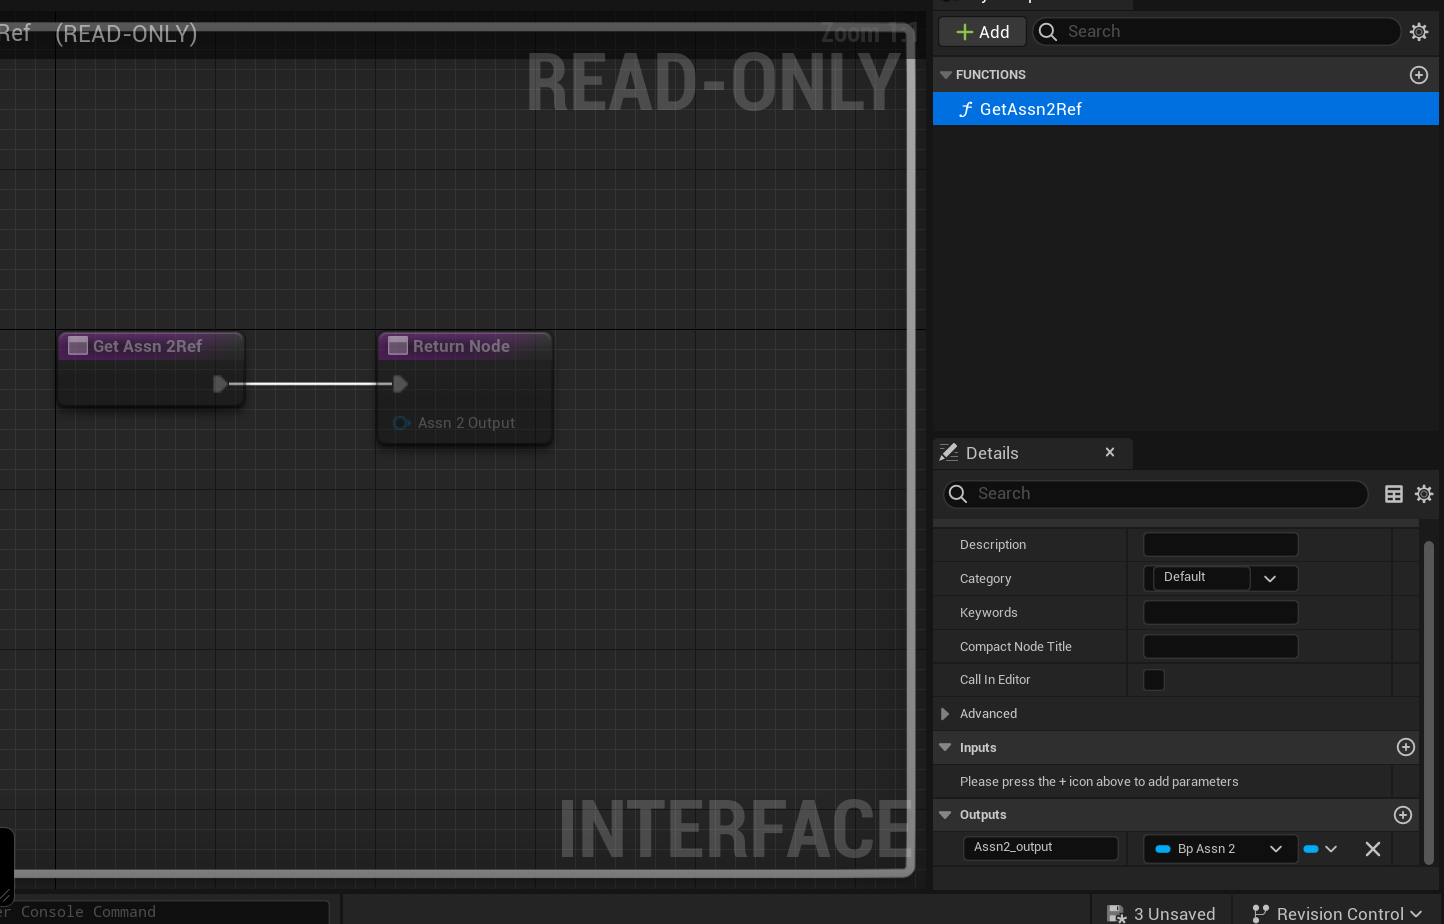 Ref (READ-ONLY)
Zoom 1:1
READ-ONLY
Get Assn 2Ref
Return Node
Assn 2 Output
INTERFACE
Console Command
Add
Search
FUNCTIONS
GetAssn2Ref
Details
Search
Description
Category Default
Keywords
Compact Node Title
Call In Editor
Advanced
Inputs
Please press the + icon above to add parameters
Outputs
Assn2_output Bp Assn 2
3 Unsaved Revision Control